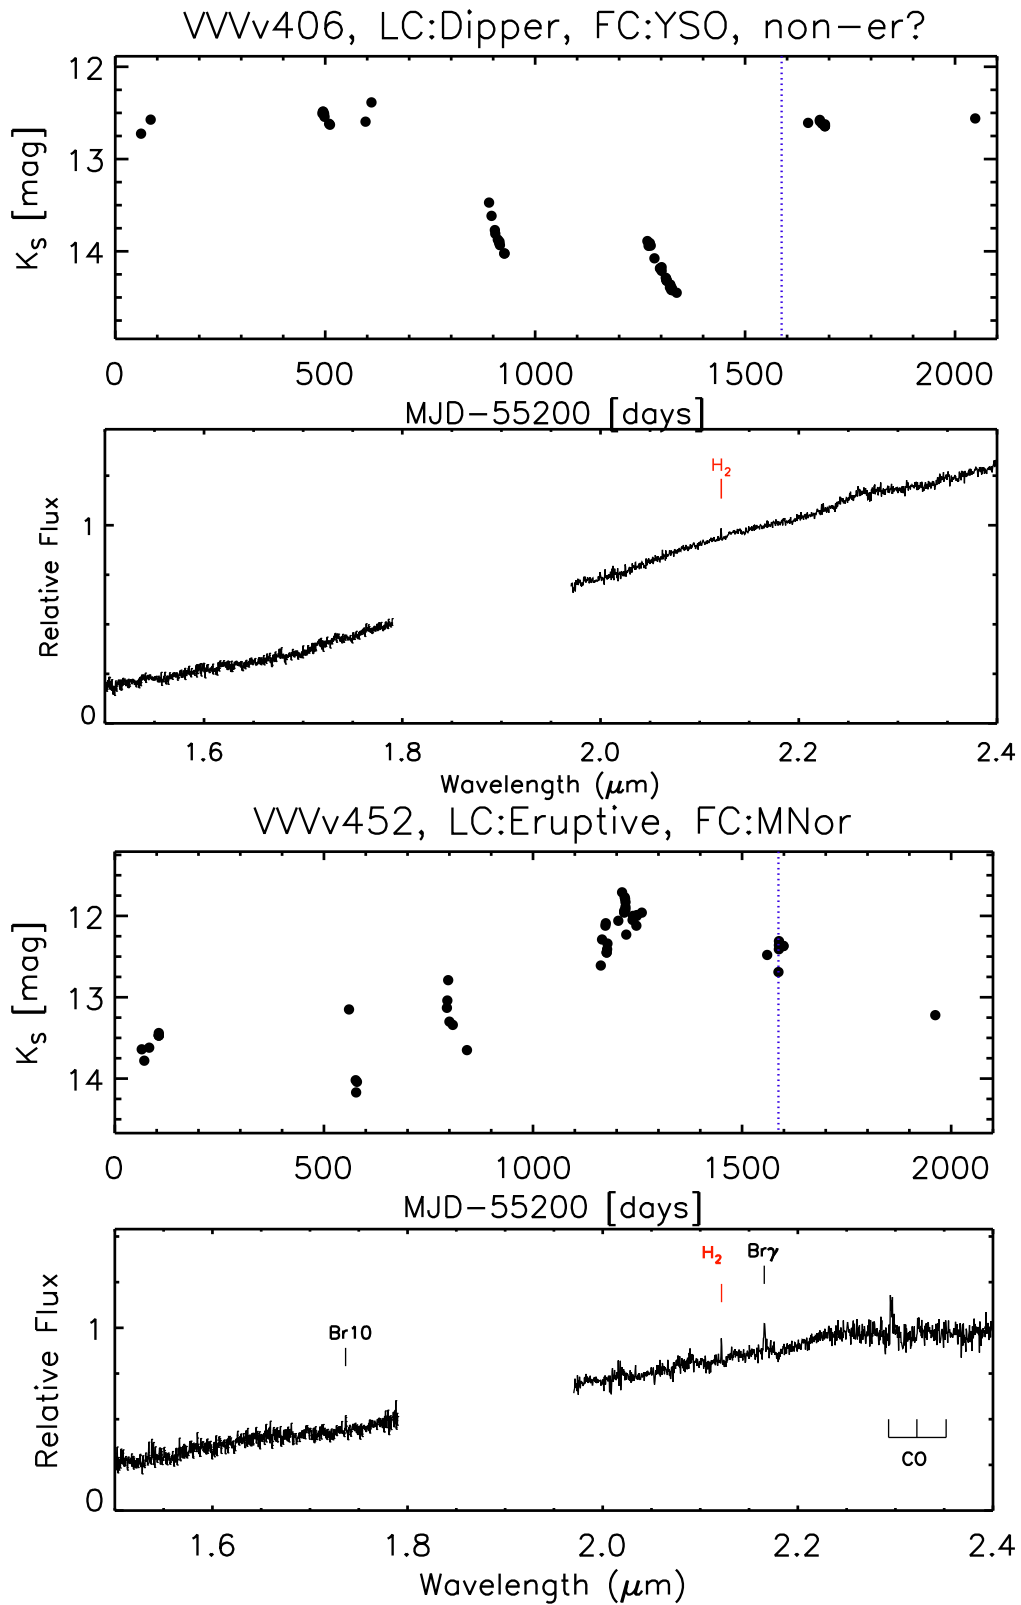 VVVv406, LC:Dipper, FC:YSO, non-er?
12
13
14
K_S [mag]
0 500 1000 1500 2000
MJD-55200 [days]
H_2
1
0
Relative Flux
1.6 1.8 2.0 2.2 2.4
Wavelength (μm)
VVVv452, LC:Eruptive, FC:MNor
12
13
14
K_S [mag]
0 500 1000 1500 2000
MJD-55200 [days]
H_2 Brγ
Br10
1
0
CO
Relative Flux
1.6 1.8 2.0 2.2 2.4
Wavelength (μm)